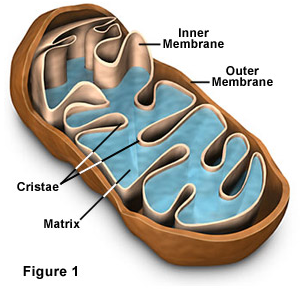 Inner
Membrane
Outer
Membrane
Cristae
Matrix
Figure 1